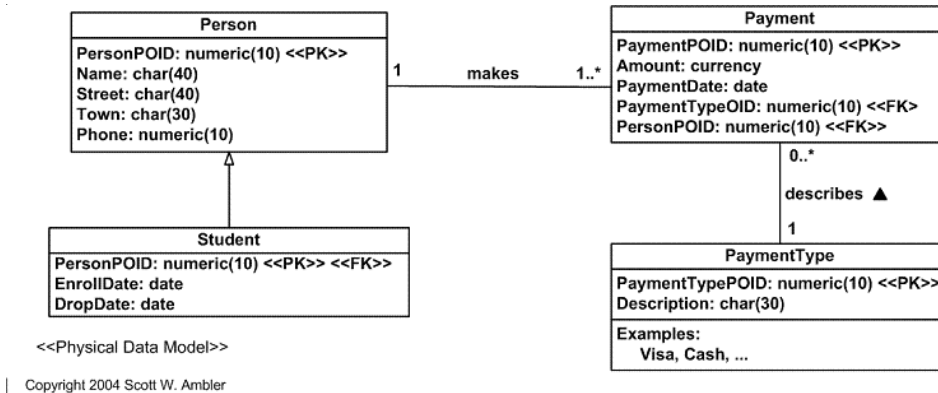 Person
PersonPOID: numeric(10) <<PK>>
Name: char(40)
Street: char(40)
Town: char(30)
Phone: numeric(10)
1
makes
1..*
Payment
PaymentPOID: numeric(10) <<PK>>
Amount: currency
PaymentDate: date
PaymentTypeOID: numeric(10) <<FK>
PersonPOID: numeric(10) <<FK>>
0..*
describes ▲
1
Student
PersonPOID: numeric(10) <<PK>> <<FK>>
EnrollDate: date
DropDate: date
PaymentType
PaymentTypePOID: numeric(10) <<PK>>
Description: char(30)
Examples:
Visa, Cash, ...
<<Physical Data Model>>
Copyright 2004 Scott W. Ambler